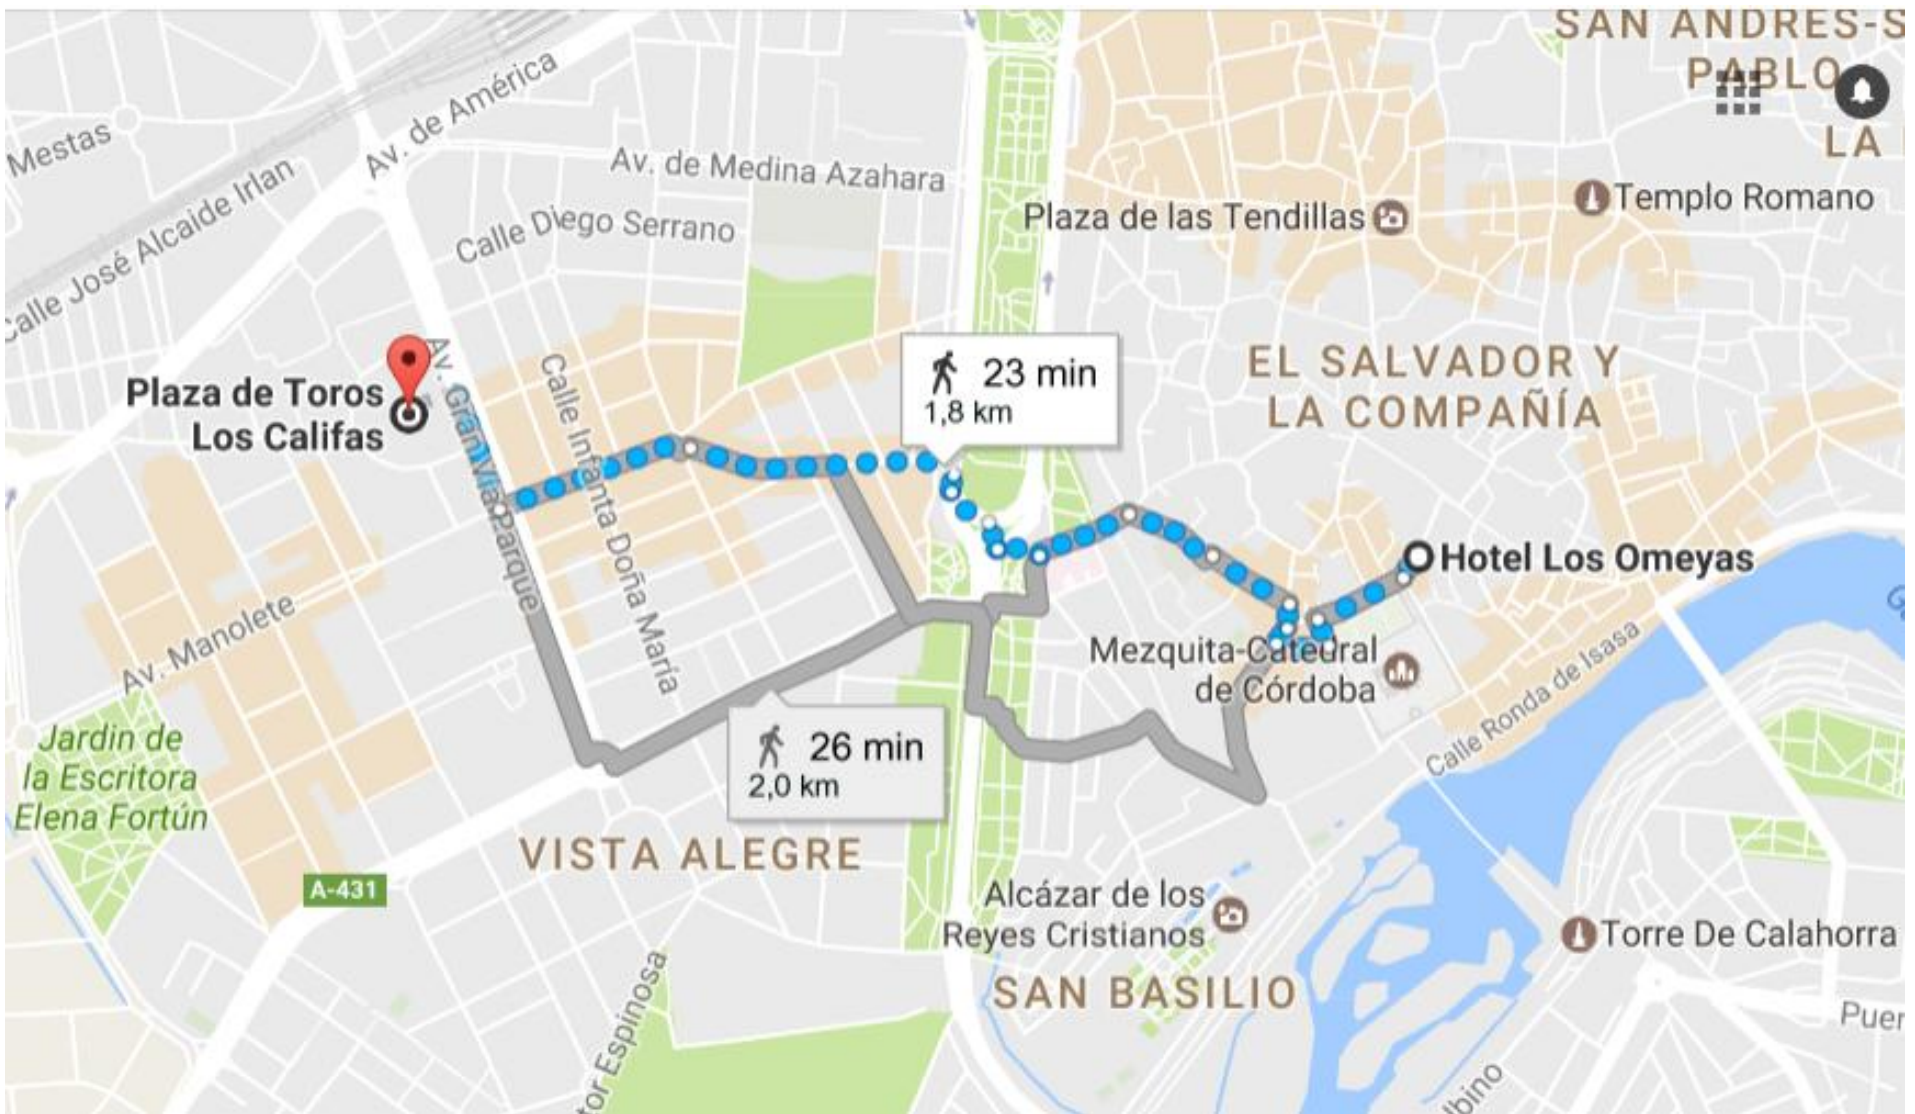 SAN ANDRES-S
PABLO
LA
Mestas
Av. de América
Av. de Medina Azahara
Calle José Alcaide Irlan
Calle Diego Serrano
Plaza de las Tendillas
Templo Romano
Plaza de Toros
Los Califas
Av. Gran Vía Parque
Calle Infanta Doña María
23 min
1,8 km
EL SALVADOR Y
LA COMPAÑÍA
Hotel Los Omeyas
Av. Manolete
Mezquita-Catedral
de Córdoba
Calle Ronda de Isasa
Jardin de
la Escritora
Elena Fortún
26 min
2,0 km
VISTA ALEGRE
A-431
Alcázar de los
Reyes Cristianos
Torre De Calahorra
SAN BASILIO
Puer
tor Espinosa
lbino